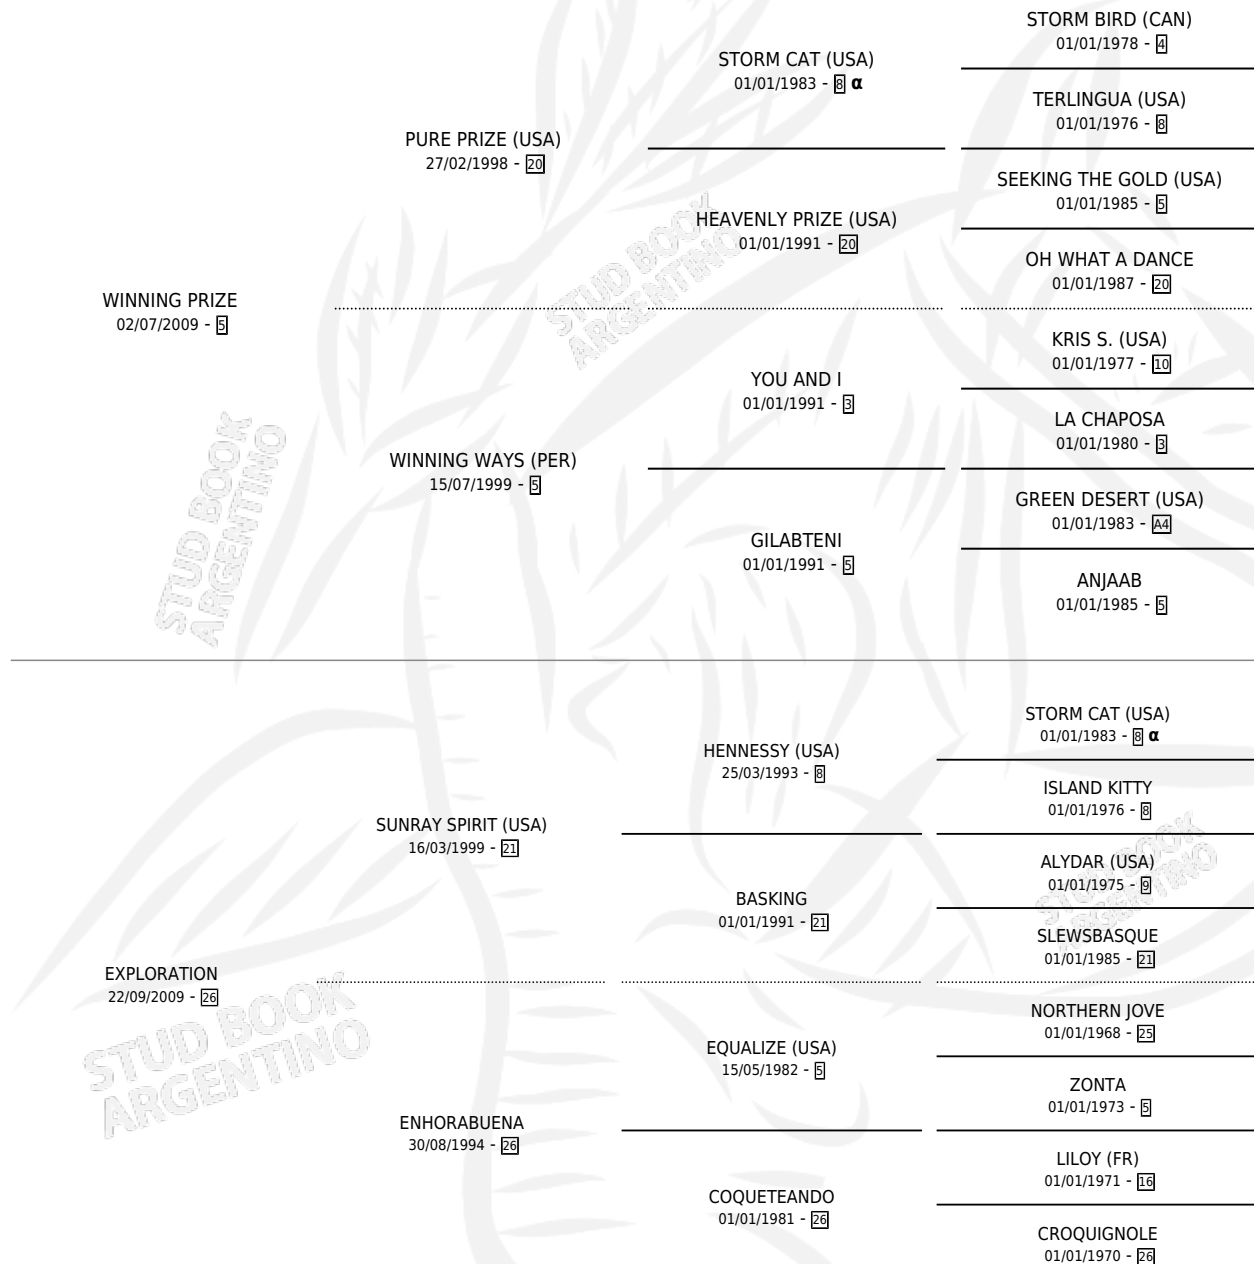 STORM BIRD (CAN)
01/01/1978 - 4
STORM CAT (USA)
01/01/1983 - 8 α
TERLINGUA (USA)
01/01/1976 - 8
PURE PRIZE (USA)
27/02/1998 - 20
SEEKING THE GOLD (USA)
01/01/1985 - 5
HEAVENLY PRIZE (USA)
01/01/1991 - 20
OH WHAT A DANCE
01/01/1987 - 20
WINNING PRIZE
02/07/2009 - 5
KRIS S. (USA)
01/01/1977 - 10
YOU AND I
01/01/1991 - 3
LA CHAPOSA
01/01/1980 - 3
WINNING WAYS (PER)
15/07/1999 - 5
GREEN DESERT (USA)
01/01/1983 - A4
GILABTENI
01/01/1991 - 5
ANJAAB
01/01/1985 - 5
STORM CAT (USA)
01/01/1983 - 8 α
HENNESSY (USA)
25/03/1993 - 8
ISLAND KITTY
01/01/1976 - 8
SUNRAY SPIRIT (USA)
16/03/1999 - 21
ALYDAR (USA)
01/01/1975 - 9
BASKING
01/01/1991 - 21
SLEWSBASQUE
01/01/1985 - 21
EXPLORATION
22/09/2009 - 26
NORTHERN JOVE
01/01/1968 - 25
EQUALIZE (USA)
15/05/1982 - 5
ZONTA
01/01/1973 - 5
ENHORABUENA
30/08/1994 - 26
LILOY (FR)
01/01/1971 - 16
COQUETEANDO
01/01/1981 - 26
CROQUIGNOLE
01/01/1970 - 26
STUD BOOK
ARGENTINO
STUD BOOK
ARGENTINO
STUD BOOK
ARGENTINO
STUD BOOK
ARGENTINO